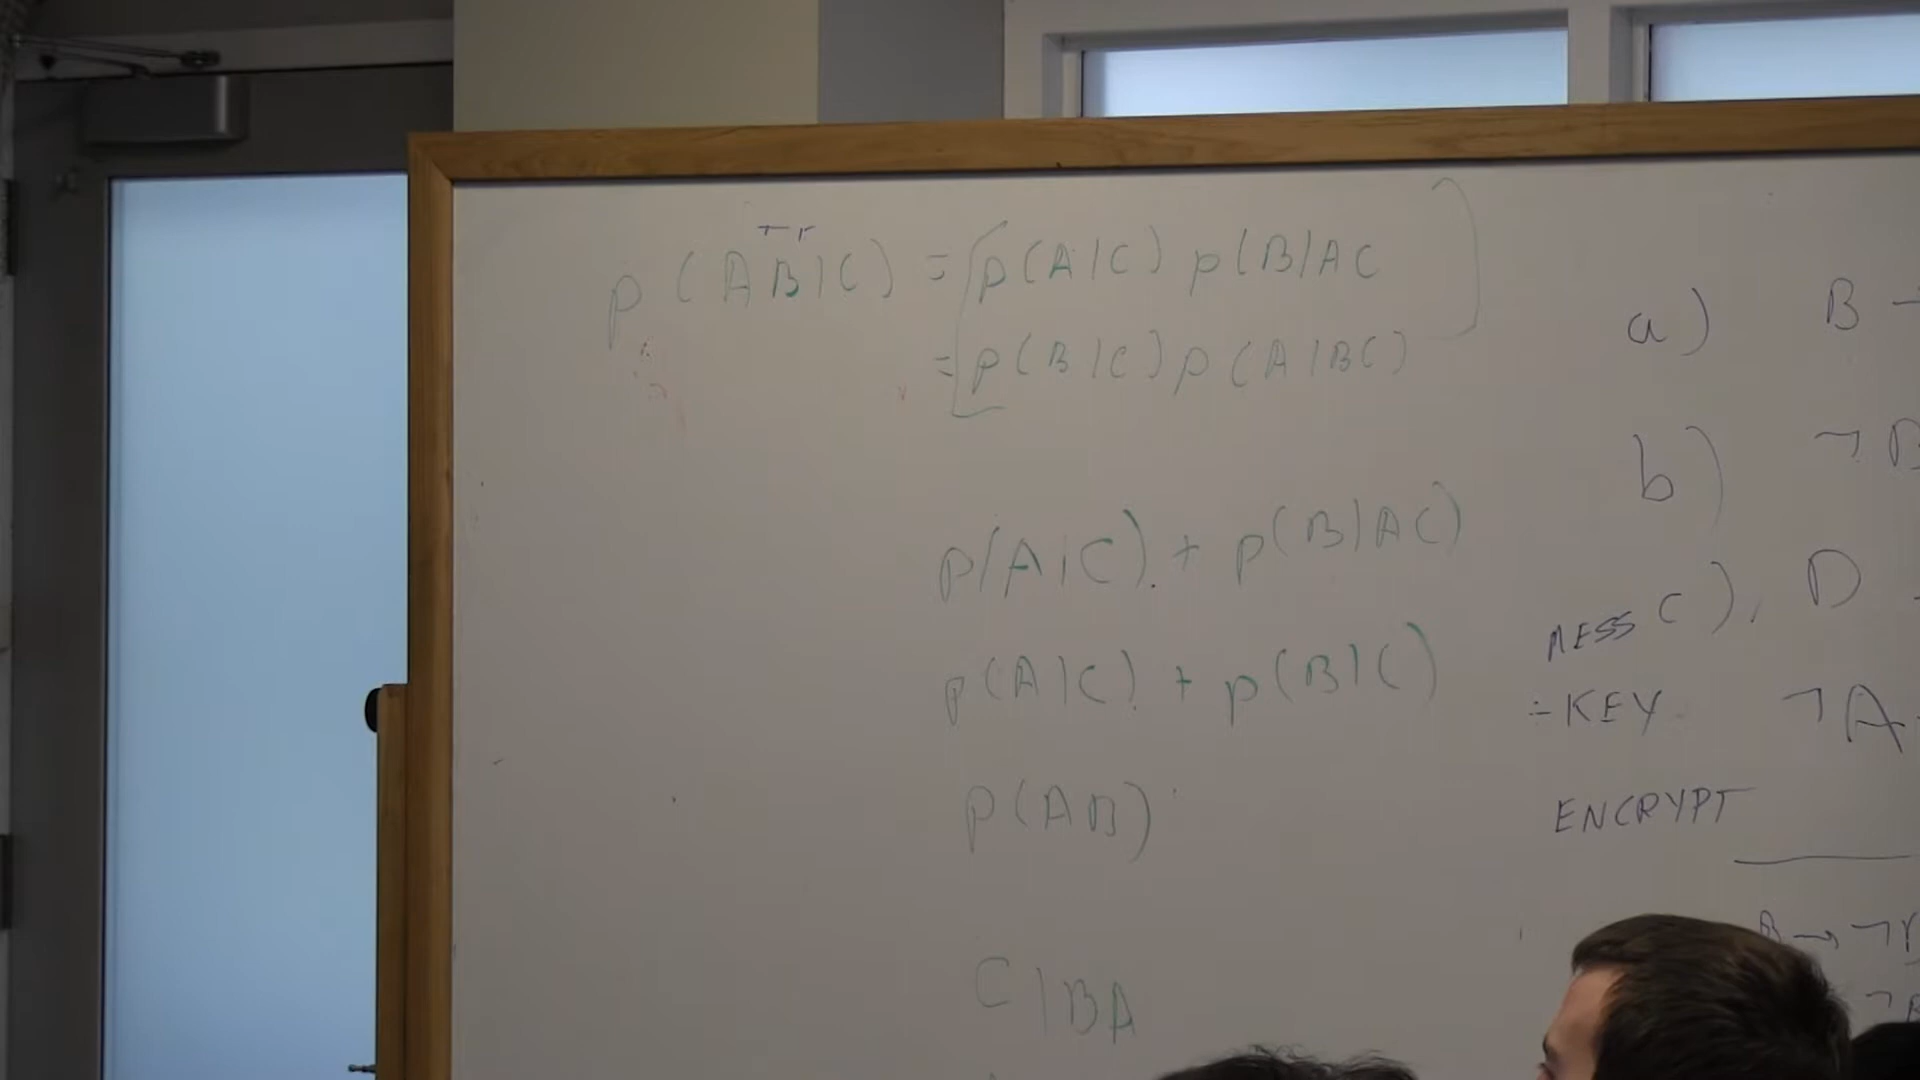 p(AB|C) = p(A|C) p(B|AC
= p(B|C) p(A|BC)
p(A|C) + p(B|AC)
p(A|C) + p(B|C)
p(AB)
C|BA
a) B
b) ¬B
MESS c), D
=KEY ¬A
ENCRYPT
B → ¬
¬B